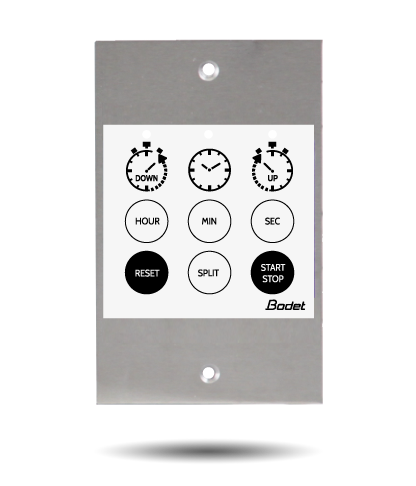 DOWN
UP
HOUR
MIN
SEC
RESET
SPLIT
START
STOP
Bodet